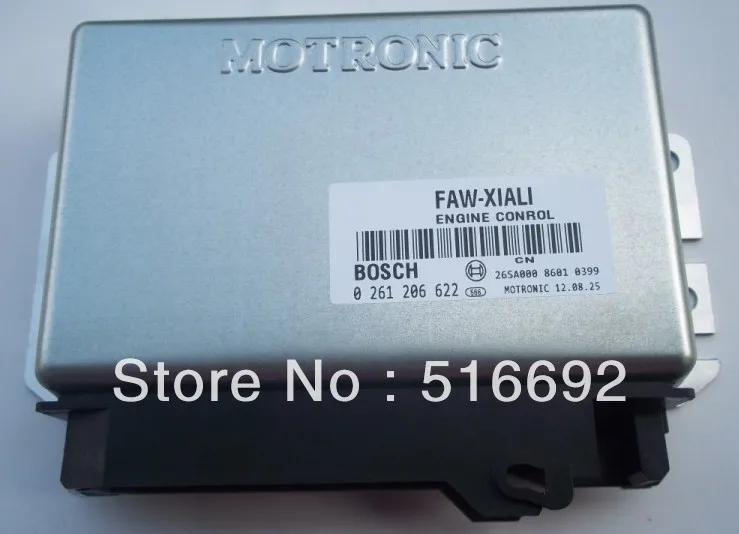 MOTRONIC
FAW-XIALI
ENGINE CONROL
CN
BOSCH 26SA000 8601 0399
0 261 206 622 S86 MOTRONIC 12.08.25
Store No : 516692